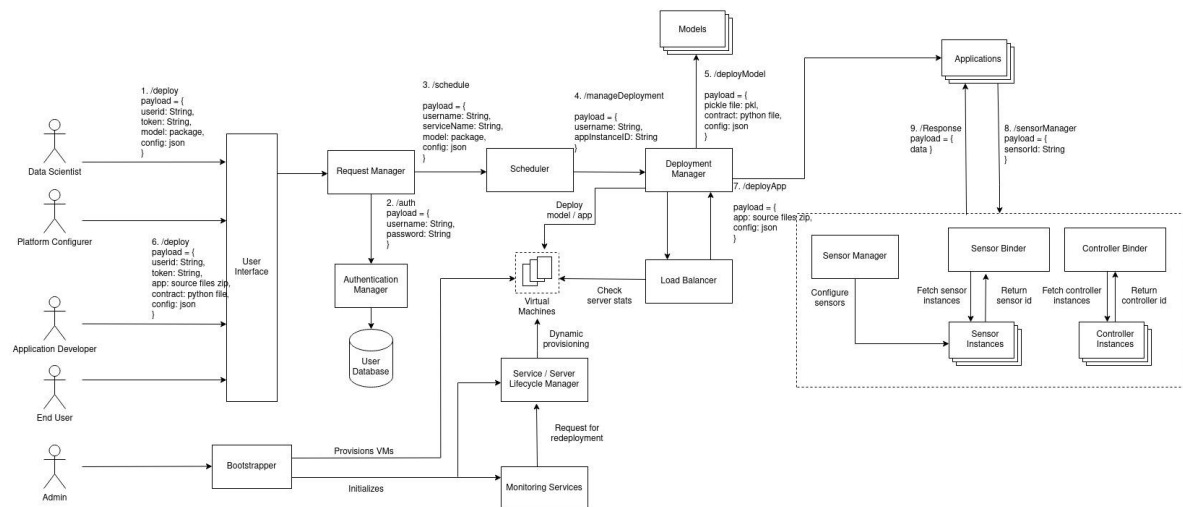 Models
Applications
1. /deploy
payload = {
userid: String,
token: String,
model: package,
config: json
}
3. /schedule
payload = {
username: String,
serviceName: String,
model: package,
config: json
}
4. /manageDeployment
payload = {
username: String,
appInstanceID: String
}
5. /deployModel
payload = {
pickle file: pkl,
contract: python file,
config: json
}
9. /Response
payload = {
data }
8. /sensorManager
payload = {
sensorId: String
}
Data Scientist
Request Manager
Scheduler
Deployment
Manager
7. /deployApp
payload = {
app: source files zip,
config: json
}
2. /auth
payload = {
username: String,
password: String
}
Deploy
model / app
Platform Configurer
6. /deploy
payload = {
userid: String,
token: String,
app: source files zip,
contract: python file,
config: json
}
User
Interface
Authentication
Manager
Virtual
Machines
Check
server stats
Load Balancer
Sensor Manager
Sensor Binder
Controller Binder
Configure
sensors
Fetch sensor
instances
Return
sensor id
Fetch controller
instances
Return
controller id
Sensor
Instances
Controller
Instances
Application Developer
User
Database
Dynamic
provisioning
Service / Server
Lifecycle Manager
End User
Request for
redeployment
Bootstrapper
Provisions VMs
Initializes
Monitoring Services
Admin